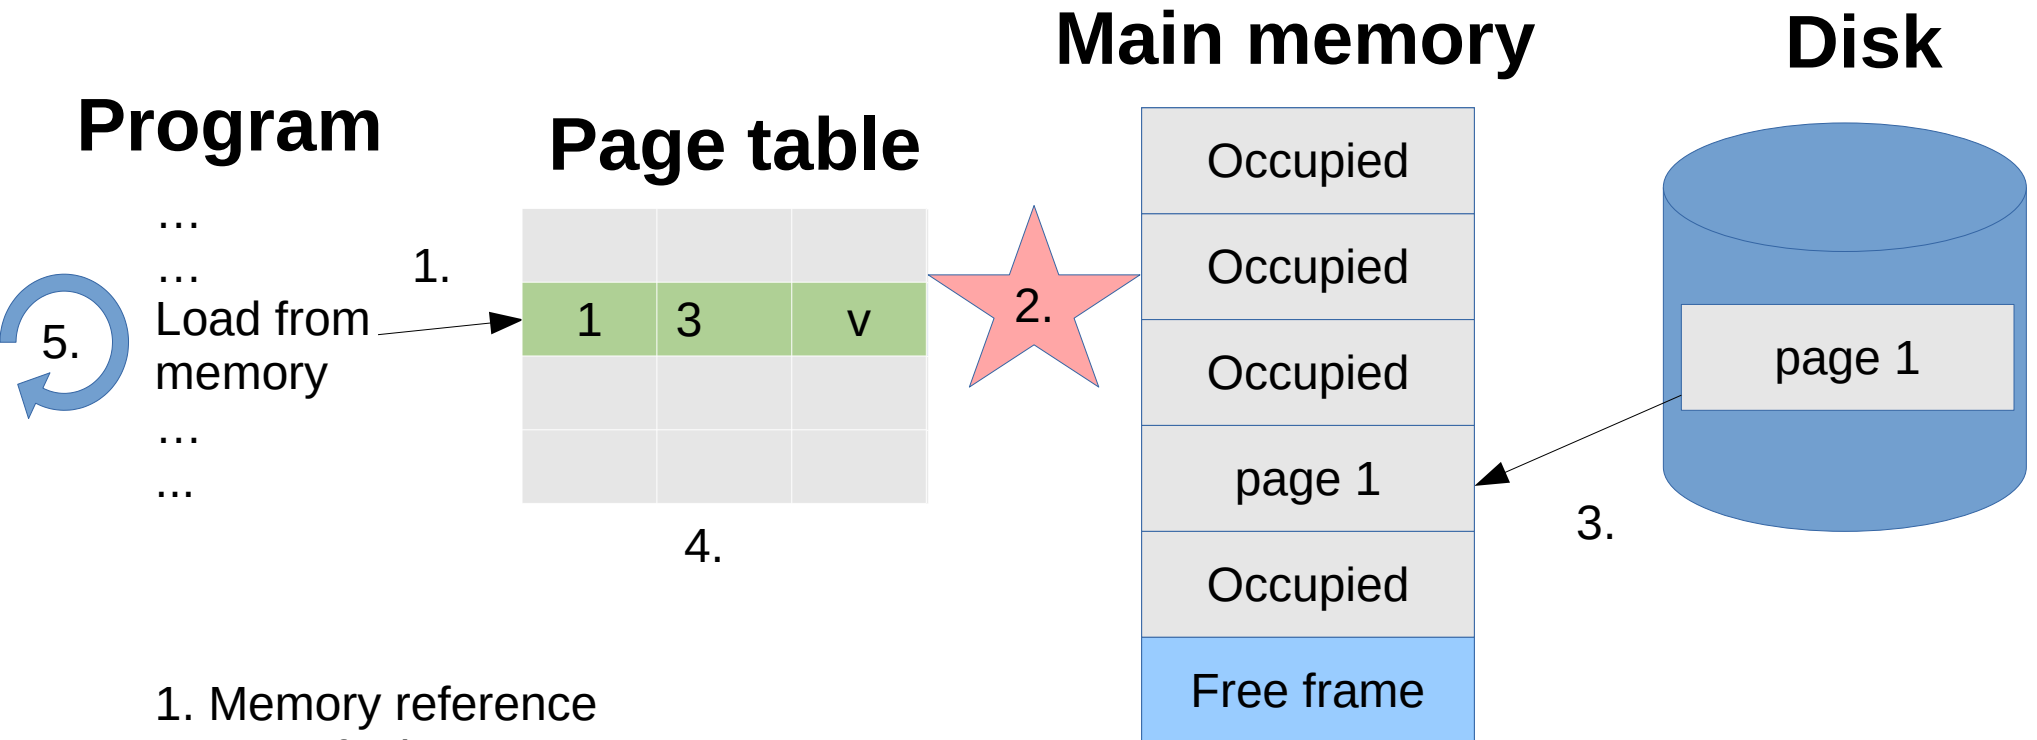 Main memory
Disk
Program
Page table
…
…
Load from
memory
…
...
1.
5.
1 3 v
2.
4.
Occupied
Occupied
Occupied
page 1
Occupied
Free frame
page 1
3.
1. Memory reference